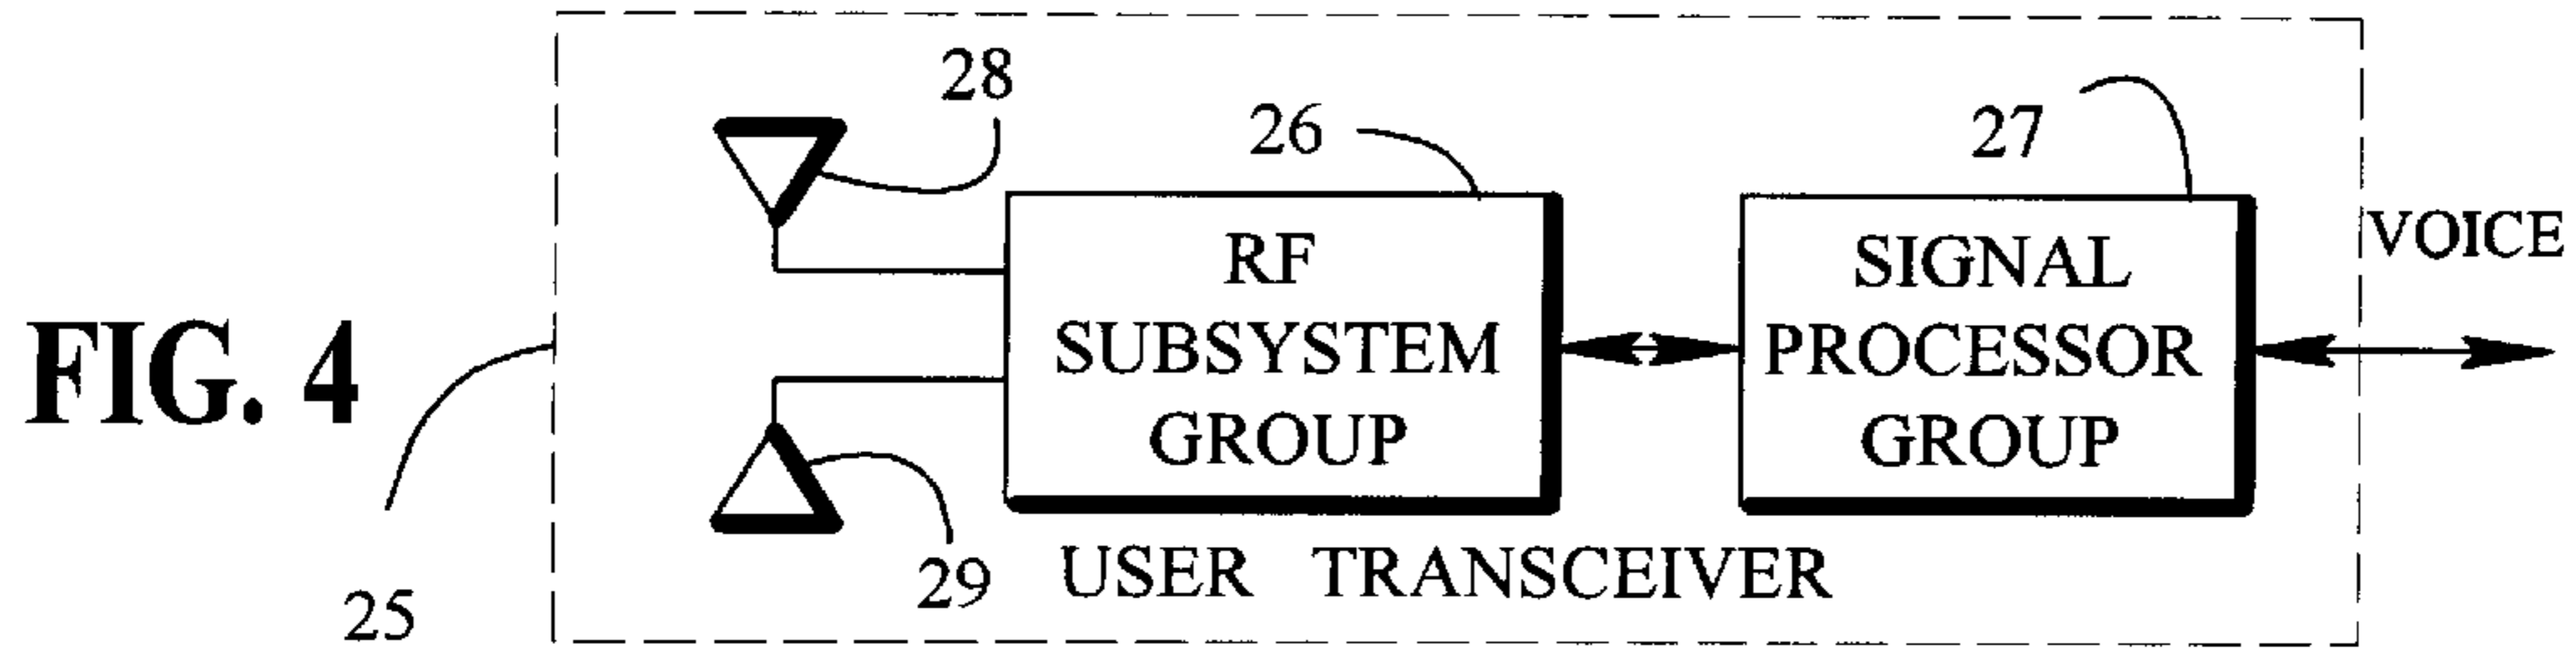 28
26
27
RF
SUBSYSTEM
GROUP
SIGNAL
PROCESSOR
GROUP
VOICE
FIG. 4
25
29
USER TRANSCEIVER